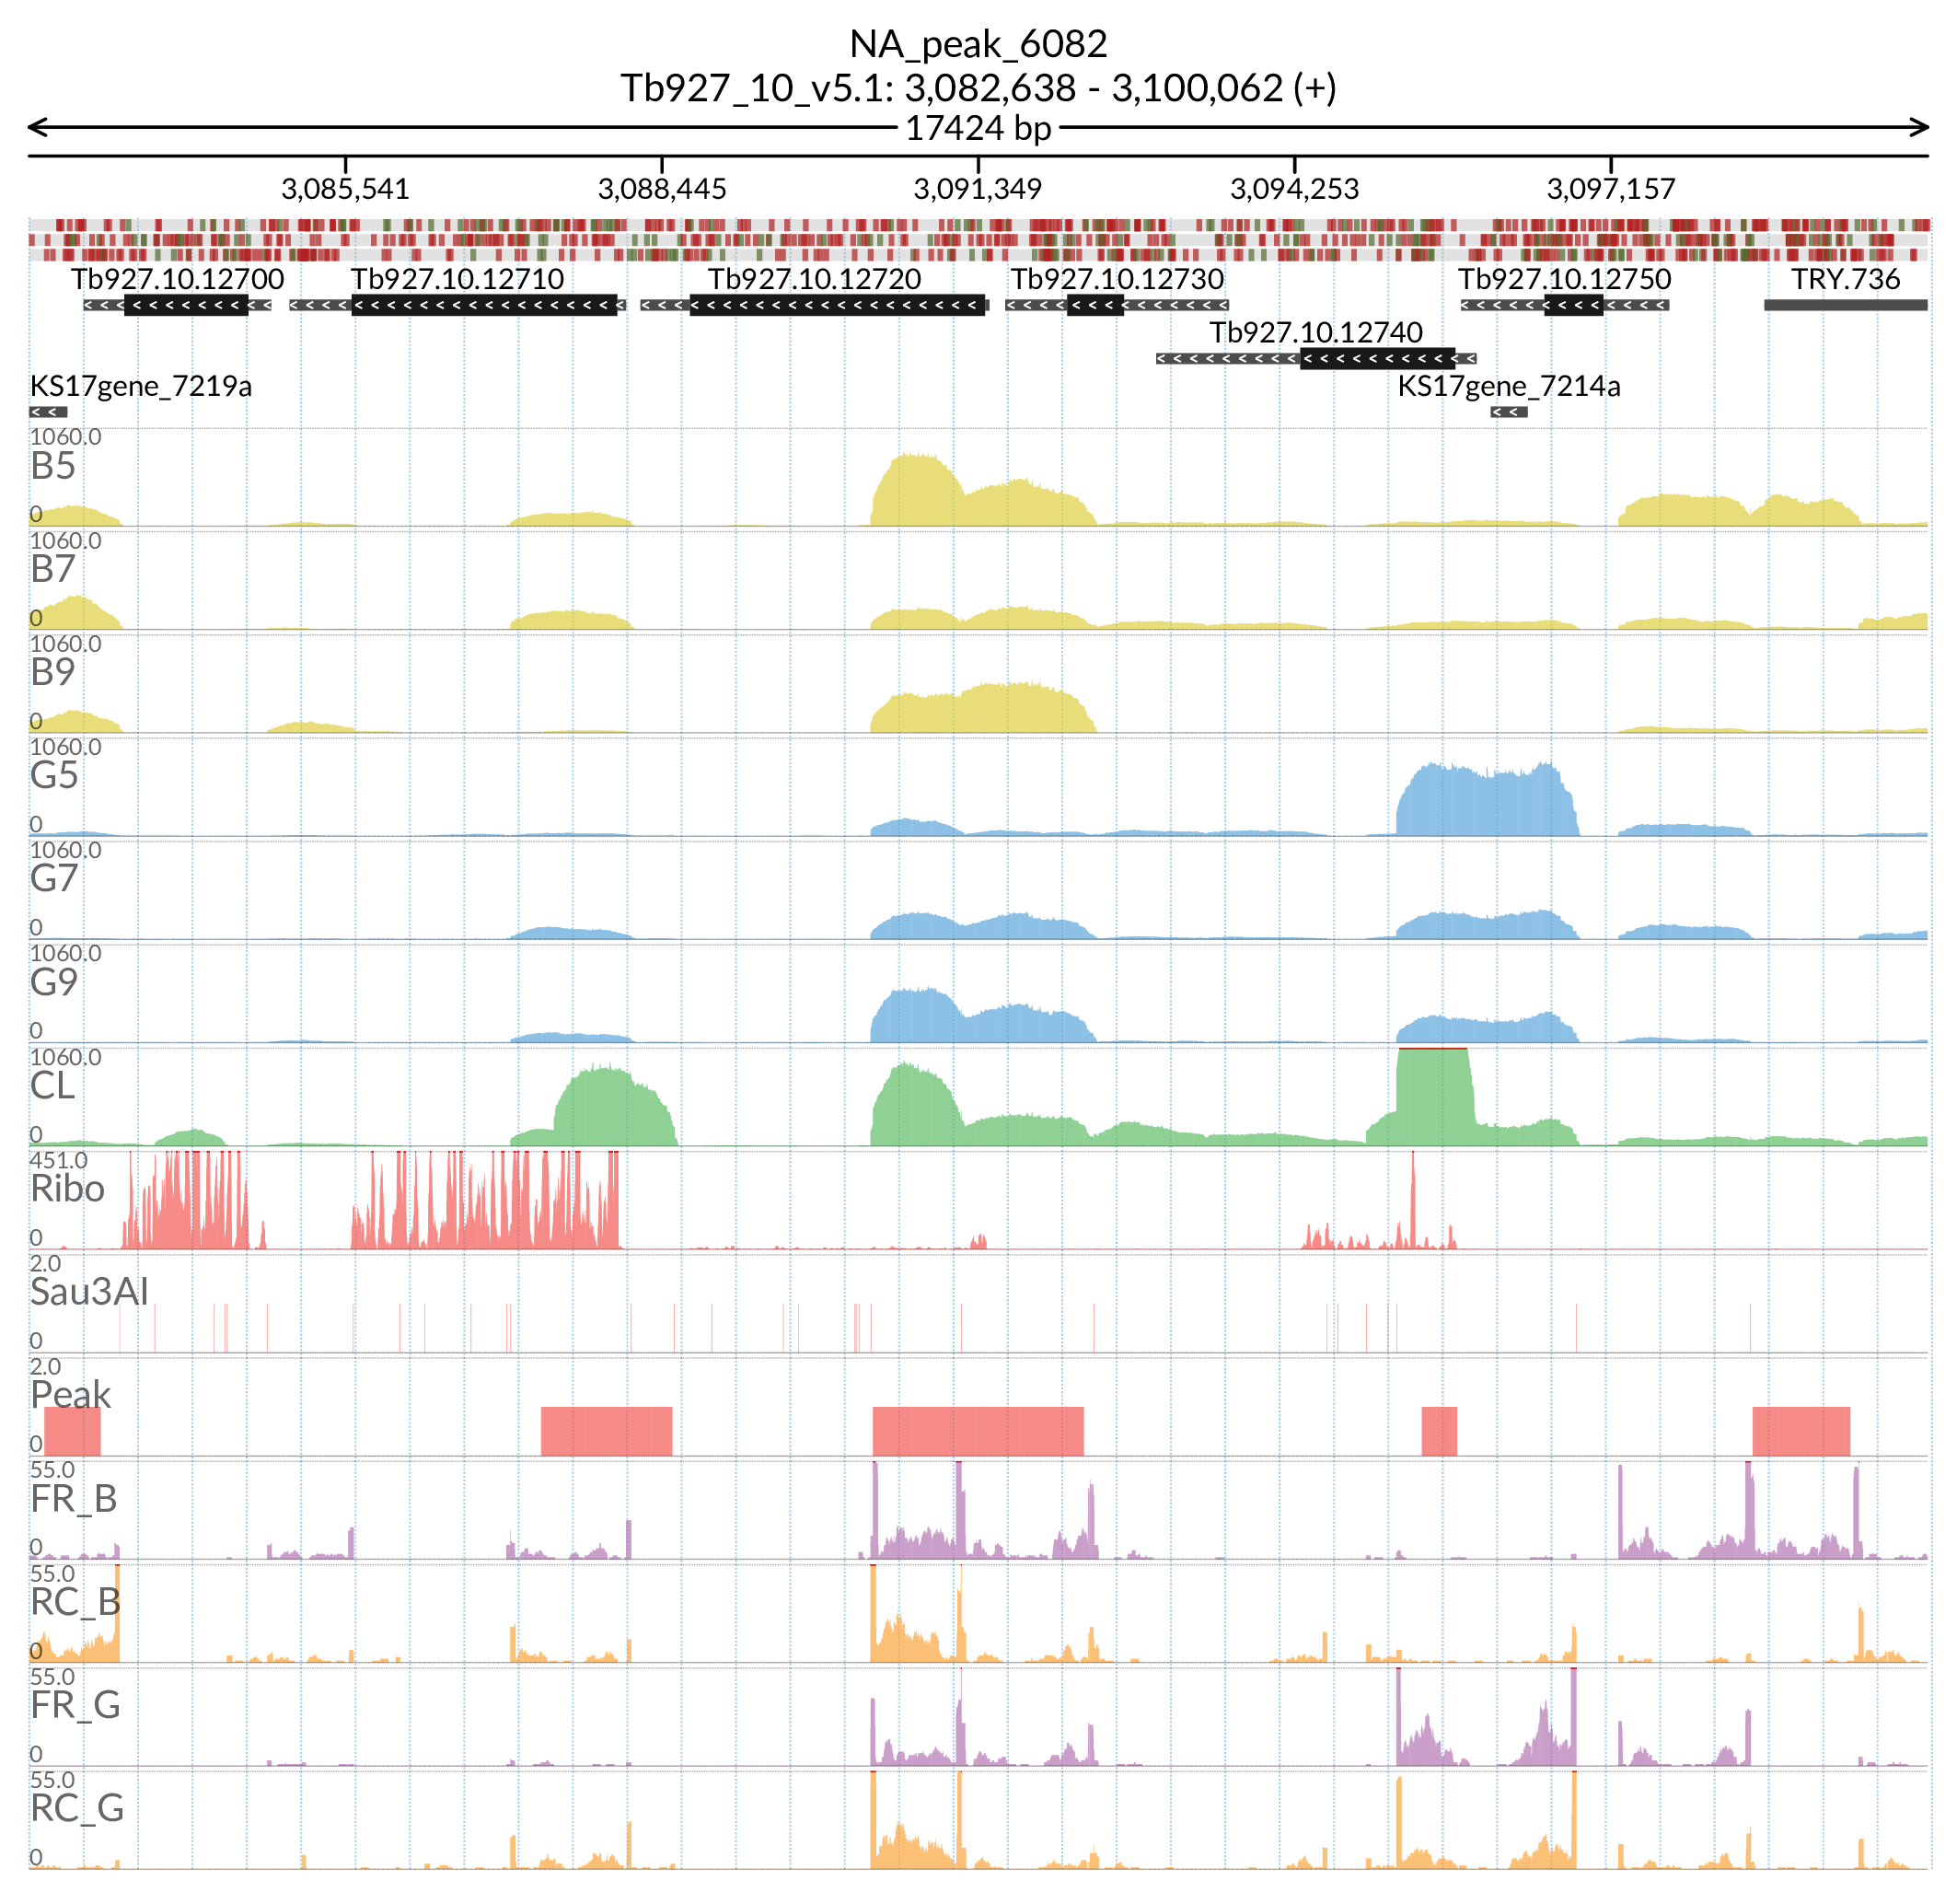 NA_peak_6082
Tb927_10_v5.1: 3,082,638 - 3,100,062 (+)
17424 bp
3,085,541 3,088,445 3,091,349 3,094,253 3,097,157
Tb927.10.12700 Tb927.10.12710 Tb927.10.12720 Tb927.10.12730 Tb927.10.12750 TRY.736
Tb927.10.12740
KS17gene_7219a KS17gene_7214a
1060.0
B5
0
1060.0
B7
0
1060.0
B9
0
1060.0
G5
0
1060.0
G7
0
1060.0
G9
0
1060.0
CL
0
451.0
Ribo
0
2.0
Sau3AI
0
2.0
Peak
0
55.0
FR_B
0
55.0
RC_B
0
55.0
FR_G
0
55.0
RC_G
0